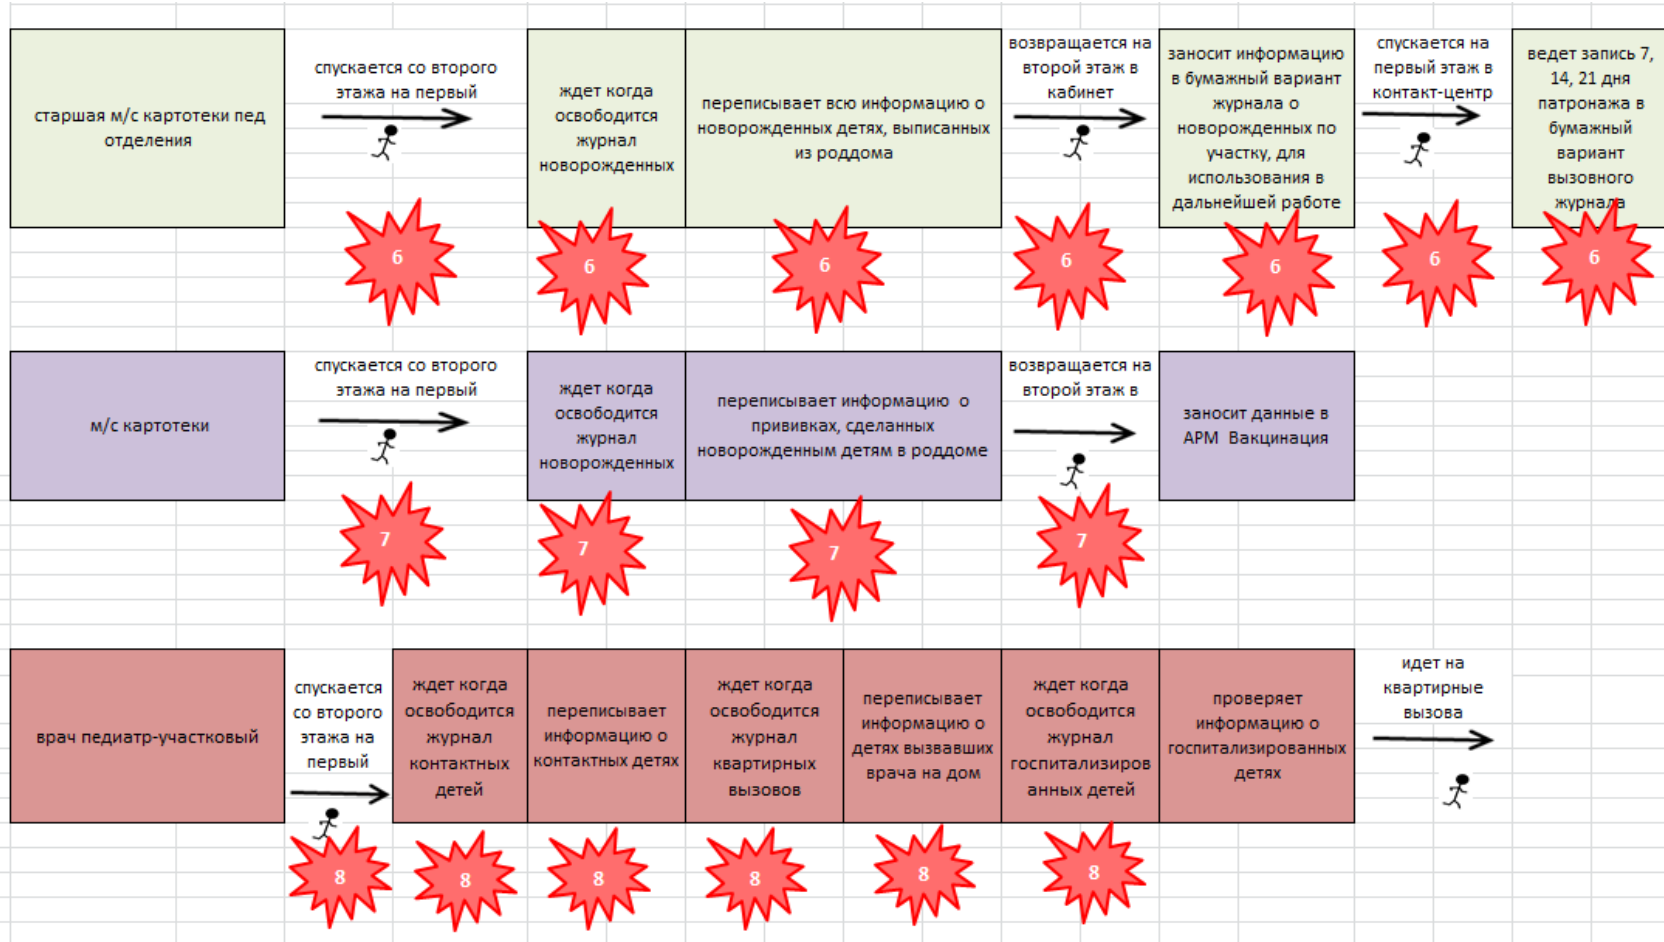 старшая м/с картотеки пед
отделения
спускается со второго
этажа на первый
ждет когда
освободится
журнал
новорожденных
переписывает всю информацию о
новорожденных детях, выписанных
из роддома
возвращается на
второй этаж в
кабинет
заносит информацию
в бумажный вариант
журнала о
новорожденных по
участку, для
использования в
дальнейшей работе
спускается на
первый этаж в
контакт-центр
ведет запись 7,
14, 21 дня
патронажа в
бумажный
вариант
вызовного
журнала
6
6
6
6
6
6
6
м/с картотеки
спускается со второго
этажа на первый
ждет когда
освободится
журнал
новорожденных
переписывает информацию о
прививках, сделанных
новорожденным детям в роддоме
возвращается на
второй этаж в
заносит данные в
АРМ Вакцинация
7
7
7
7
врач педиатр-участковый
спускается
со второго
этажа на
первый
ждет когда
освободится
журнал
контактных
детей
переписывает
информацию о
контактных детях
ждет когда
освободится
журнал
квартирных
вызовов
переписывает
информацию о
детях вызвавших
врача на дом
ждет когда
освободится
журнал
госпитализиров
анных детей
проверяет
информацию о
госпитализированных
детях
идет на
квартирные
вызова
8
8
8
8
8
8